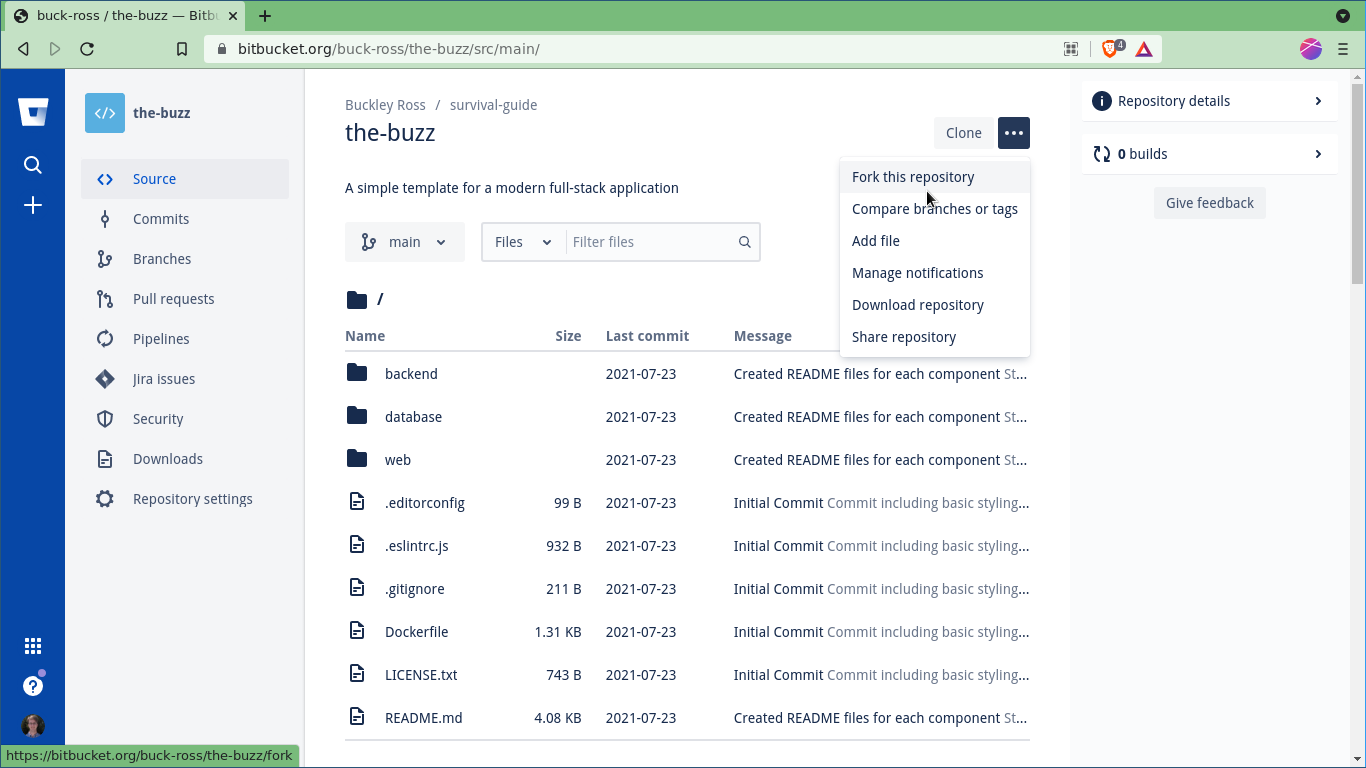 buck-ross / the-buzz — Bitbu
bitbucket.org/buck-ross/the-buzz/src/main/
4
the-buzz
Source
Commits
Branches
Pull requests
Pipelines
Jira issues
Security
Downloads
Repository settings
Buckley Ross / survival-guide
the-buzz
Clone
A simple template for a modern full-stack application
Fork this repository
Compare branches or tags
Add file
Manage notifications
Download repository
Share repository
main
Files
Filter files
/
Name Size Last commit Message
backend 2021-07-23 Created README files for each component St...
database 2021-07-23 Created README files for each component St...
web 2021-07-23 Created README files for each component St...
.editorconfig 99 B 2021-07-23 Initial Commit Commit including basic styling...
.eslintrc.js 932 B 2021-07-23 Initial Commit Commit including basic styling...
.gitignore 211 B 2021-07-23 Initial Commit Commit including basic styling...
Dockerfile 1.31 KB 2021-07-23 Initial Commit Commit including basic styling...
LICENSE.txt 743 B 2021-07-23 Initial Commit Commit including basic styling...
README.md 4.08 KB 2021-07-23 Created README files for each component St...
Repository details
0 builds
Give feedback
https://bitbucket.org/buck-ross/the-buzz/fork